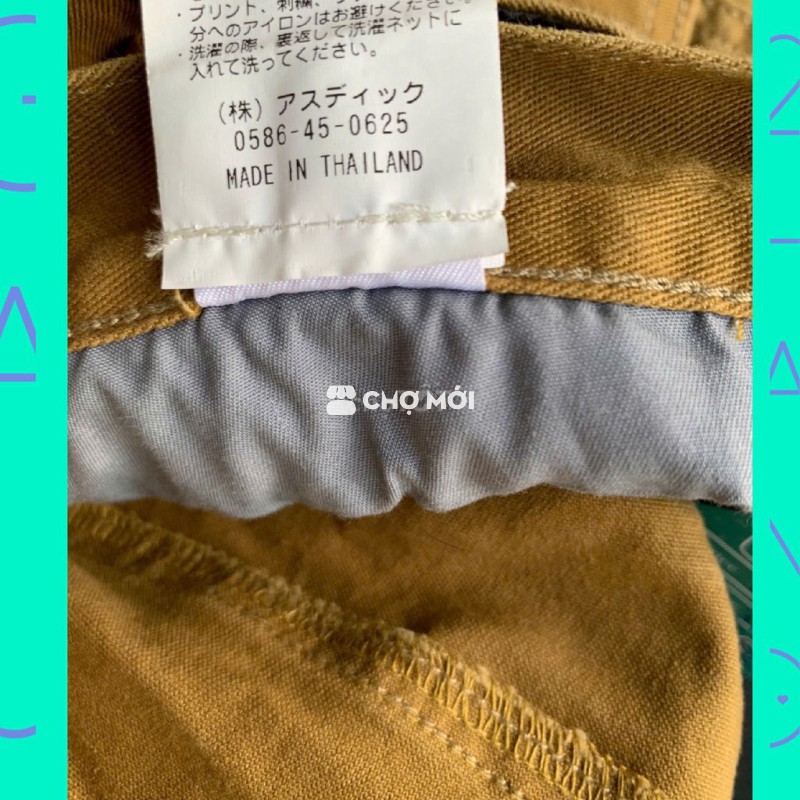 ・プリント、刺繍、
分へのアイロンはお避けください。
・洗濯の際、裏返して洗濯ネットに
入れて洗ってください。
(株) アスディック
0586-45-0625
MADE IN THAILAND
CHỢ MỚI